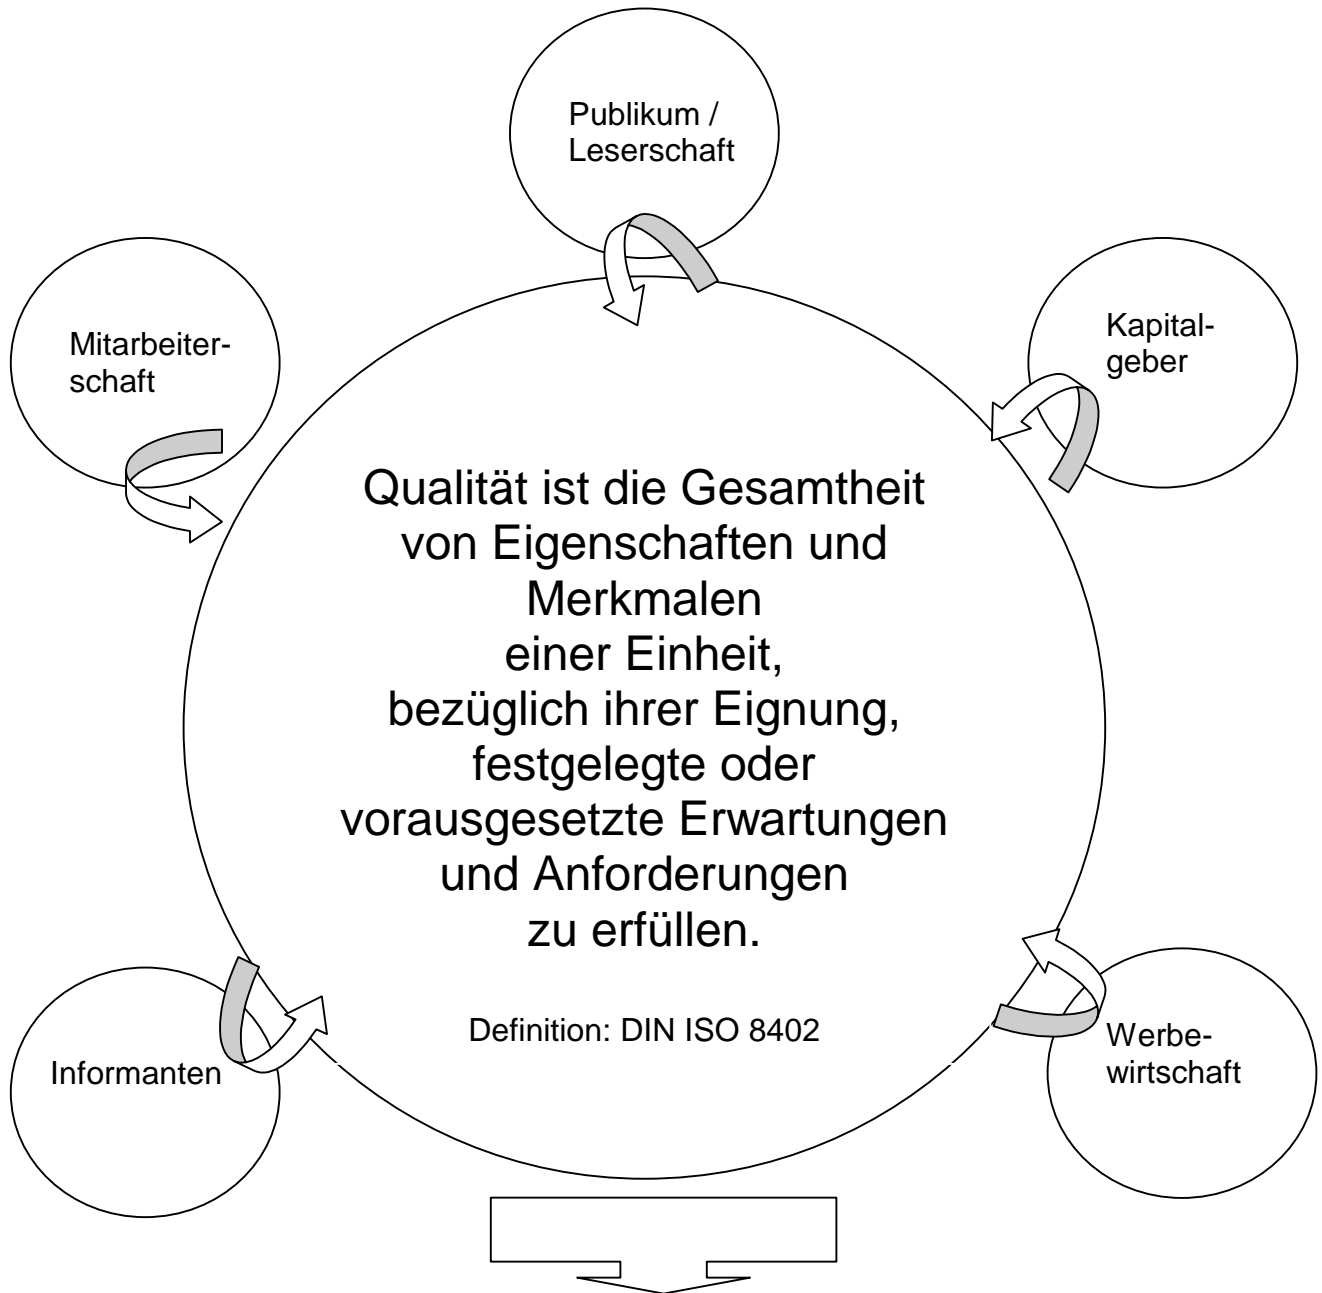 Publikum /
Leserschaft
Mitarbeiter-
schaft
Kapital-
geber
Qualität ist die Gesamtheit
von Eigenschaften und
Merkmalen
einer Einheit,
bezüglich ihrer Eignung,
festgelegte oder
vorausgesetzte Erwartungen
und Anforderungen
zu erfüllen.
Definition: DIN ISO 8402
Informanten
Werbe-
wirtschaft